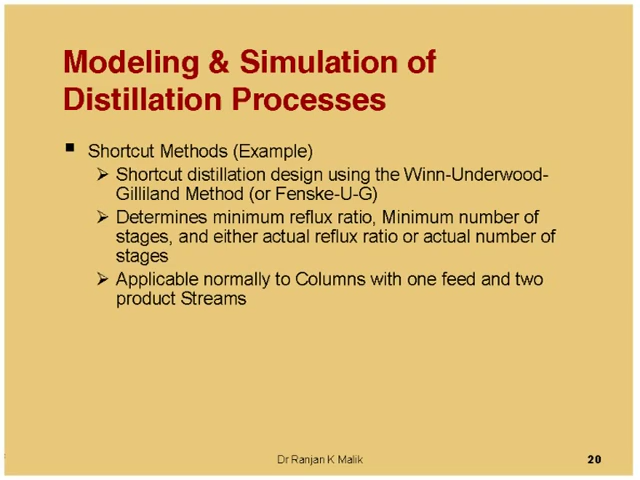 Modeling & Simulation of
Distillation Processes
▪ Shortcut Methods (Example)
➢ Shortcut distillation design using the Winn-Underwood-
Gilliland Method (or Fenske-U-G)
➢ Determines minimum reflux ratio, Minimum number of
stages, and either actual reflux ratio or actual number of
stages
➢ Applicable normally to Columns with one feed and two
product Streams
Dr Ranjan K Malik
20